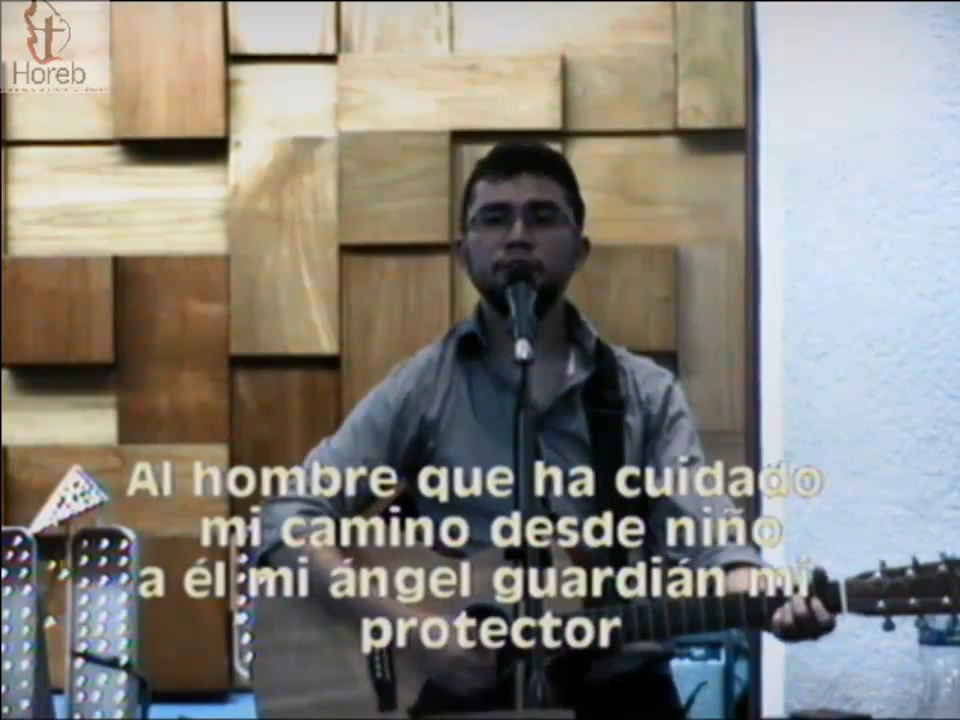 Horeb
Al hombre que ha cuidado
mi camino desde niño
a él mi ángel guardián mi
protector